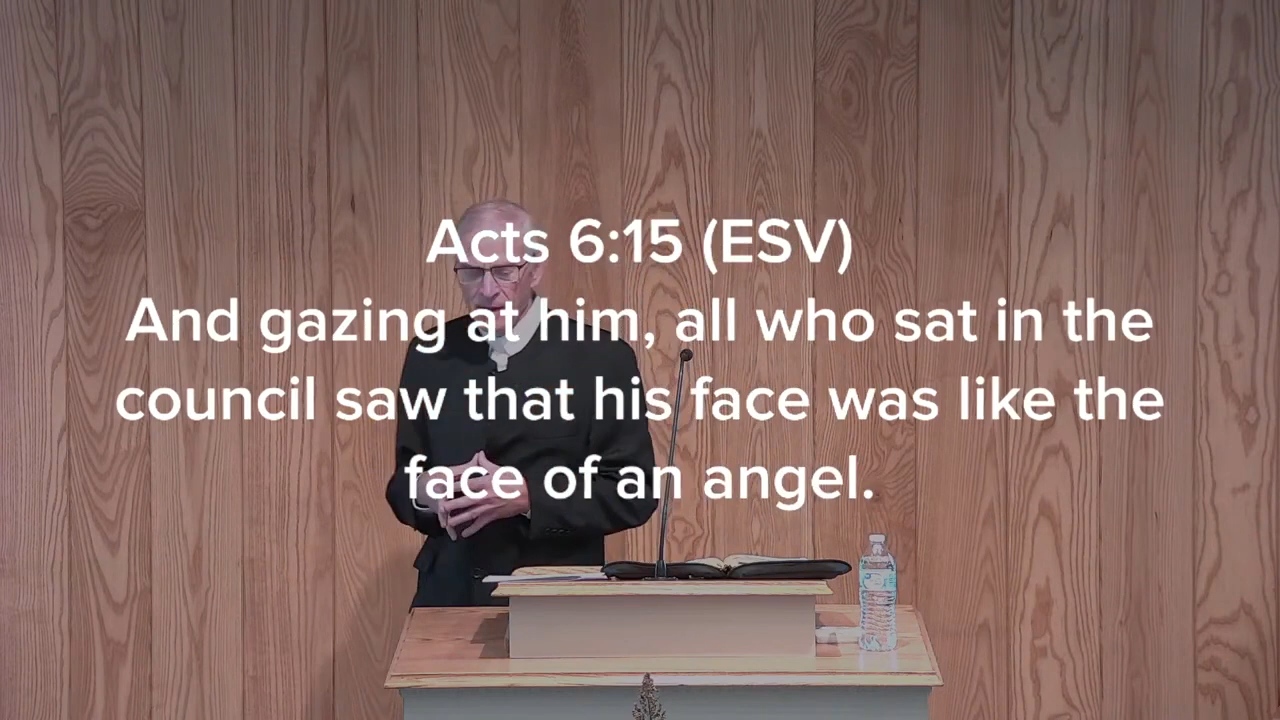 Acts 6:15 (ESV)
And gazing at him, all who sat in the
council saw that his face was like the
face of an angel.